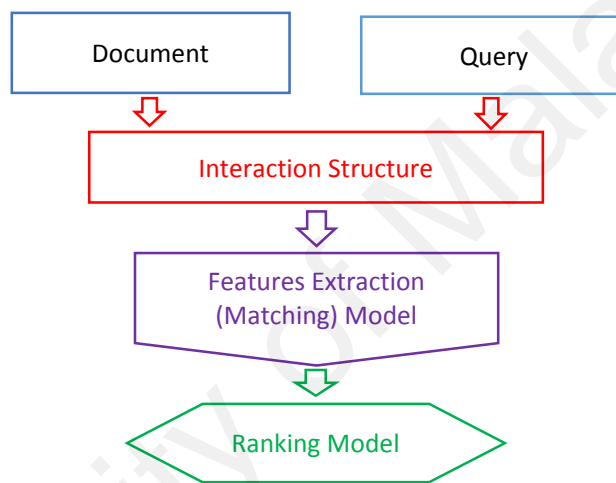 Document
Query
Interaction Structure
Features Extraction
(Matching) Model
Ranking Model